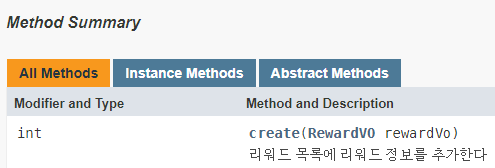 Method Summary
All Methods Instance Methods Abstract Methods
Modifier and Type Method and Description
int create(RewardVO rewardVo)
리워드 목록에 리워드 정보를 추가한다